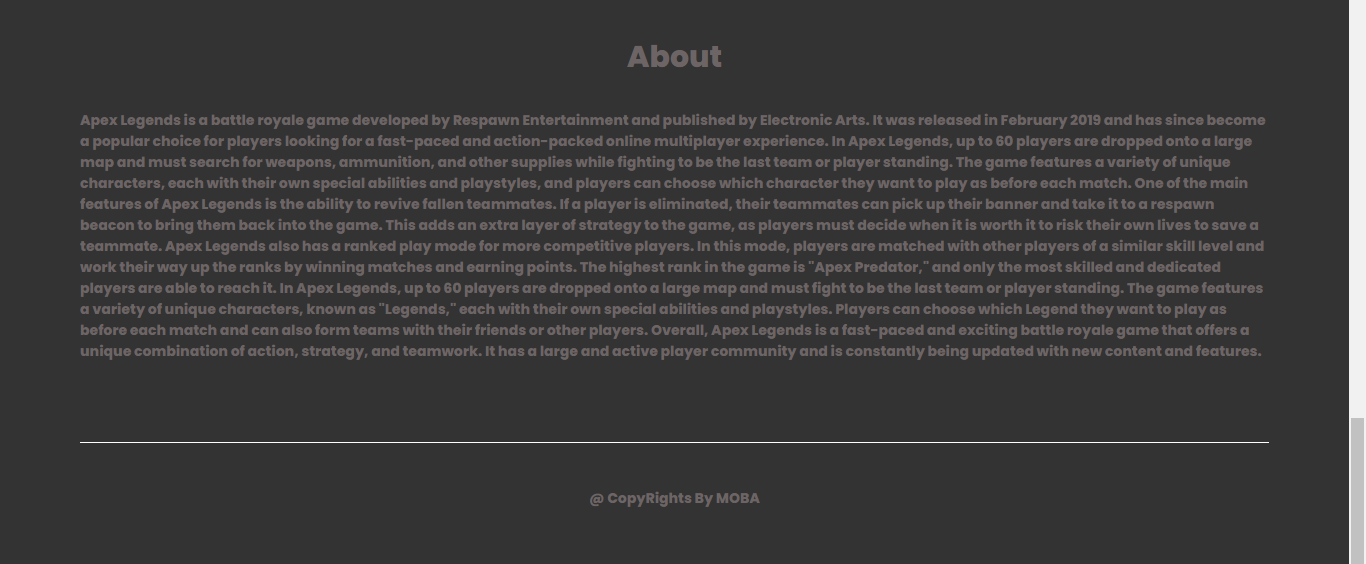 About
Apex Legends is a battle royale game developed by Respawn Entertainment and published by Electronic Arts. It was released in February 2019 and has since become
a popular choice for players looking for a fast-paced and action-packed online multiplayer experience. In Apex Legends, up to 60 players are dropped onto a large
map and must search for weapons, ammunition, and other supplies while fighting to be the last team or player standing. The game features a variety of unique
characters, each with their own special abilities and playstyles, and players can choose which character they want to play as before each match. One of the main
features of Apex Legends is the ability to revive fallen teammates. If a player is eliminated, their teammates can pick up their banner and take it to a respawn
beacon to bring them back into the game. This adds an extra layer of strategy to the game, as players must decide when it is worth it to risk their own lives to save a
teammate. Apex Legends also has a ranked play mode for more competitive players. In this mode, players are matched with other players of a similar skill level and
work their way up the ranks by winning matches and earning points. The highest rank in the game is "Apex Predator," and only the most skilled and dedicated
players are able to reach it. In Apex Legends, up to 60 players are dropped onto a large map and must fight to be the last team or player standing. The game features
a variety of unique characters, known as "Legends," each with their own special abilities and playstyles. Players can choose which Legend they want to play as
before each match and can also form teams with their friends or other players. Overall, Apex Legends is a fast-paced and exciting battle royale game that offers a
unique combination of action, strategy, and teamwork. It has a large and active player community and is constantly being updated with new content and features.
@ CopyRights By MOBA